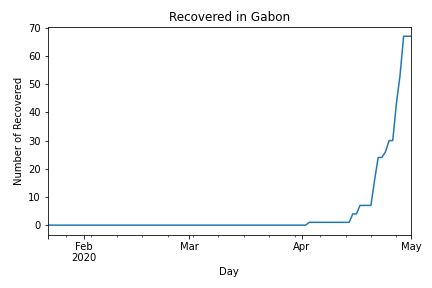 Recovered in Gabon
Number of Recovered
70
60
50
40
30
20
10
0
Feb
2020
Mar
Apr
May
Day